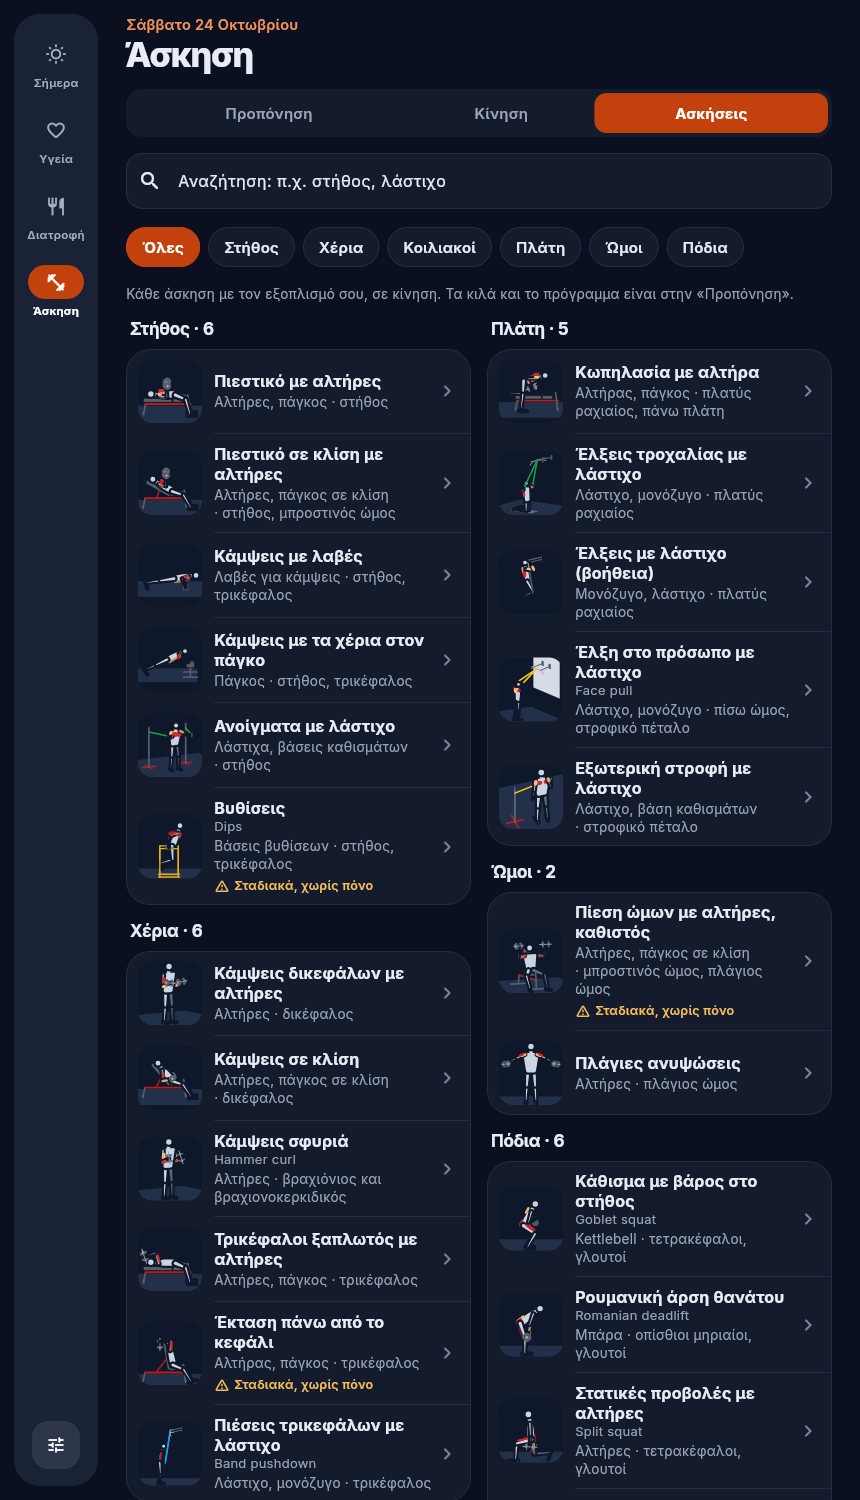 Σάββατο 24 Οκτωβρίου
Άσκηση
Σήμερα
Υγεία
Διατροφή
Άσκηση
Προπόνηση
Κίνηση
Ασκήσεις
Αναζήτηση: π.χ. στήθος, λάστιχο
Όλες
Στήθος
Χέρια
Κοιλιακοί
Πλάτη
Ώμοι
Πόδια
Κάθε άσκηση με τον εξοπλισμό σου, σε κίνηση. Τα κιλά και το πρόγραμμα είναι στην «Προπόνηση».
Στήθος · 6
Πιεστικό με αλτήρες
Αλτήρες, πάγκος · στήθος
Πιεστικό σε κλίση με
αλτήρες
Αλτήρες, πάγκος σε κλίση
· στήθος, μπροστινός ώμος
Κάμψεις με λαβές
Λαβές για κάμψεις · στήθος,
τρικέφαλος
Κάμψεις με τα χέρια στον
πάγκο
Πάγκος · στήθος, τρικέφαλος
Ανοίγματα με λάστιχο
Λάστιχα, βάσεις καθισμάτων
· στήθος
Βυθίσεις
Dips
Βάσεις βυθίσεων · στήθος,
τρικέφαλος
Σταδιακά, χωρίς πόνο
Χέρια · 6
Κάμψεις δικεφάλων με
αλτήρες
Αλτήρες · δικέφαλος
Κάμψεις σε κλίση
Αλτήρες, πάγκος σε κλίση
· δικέφαλος
Κάμψεις σφυριά
Hammer curl
Αλτήρες · βραχιόνιος και
βραχιονοκερκιδικός
Τρικέφαλοι ξαπλωτός με
αλτήρες
Αλτήρες, πάγκος · τρικέφαλος
Έκταση πάνω από το
κεφάλι
Αλτήρας, πάγκος · τρικέφαλος
Σταδιακά, χωρίς πόνο
Πιέσεις τρικεφάλων με
λάστιχο
Band pushdown
Λάστιχο, μονόζυγο · τρικέφαλος
Πλάτη · 5
Κωπηλασία με αλτήρα
Αλτήρας, πάγκος · πλατύς
ραχιαίος, πάνω πλάτη
Έλξεις τροχαλίας με
λάστιχο
Λάστιχο, μονόζυγο · πλατύς
ραχιαίος
Έλξεις με λάστιχο
(βοήθεια)
Μονόζυγο, λάστιχο · πλατύς
ραχιαίος
Έλξη στο πρόσωπο με
λάστιχο
Face pull
Λάστιχο, μονόζυγο · πίσω ώμος,
στροφικό πέταλο
Εξωτερική στροφή με
λάστιχο
Λάστιχο, βάση καθισμάτων
· στροφικό πέταλο
Ώμοι · 2
Πίεση ώμων με αλτήρες,
καθιστός
Αλτήρες, πάγκος σε κλίση
· μπροστινός ώμος, πλάγιος
ώμος
Σταδιακά, χωρίς πόνο
Πλάγιες ανυψώσεις
Αλτήρες · πλάγιος ώμος
Πόδια · 6
Κάθισμα με βάρος στο
στήθος
Goblet squat
Kettlebell · τετρακέφαλοι,
γλουτοί
Ρουμανική άρση θανάτου
Romanian deadlift
Μπάρα · οπίσθιοι μηριαίοι,
γλουτοί
Στατικές προβολές με
αλτήρες
Split squat
Αλτήρες · τετρακέφαλοι,
γλουτοί